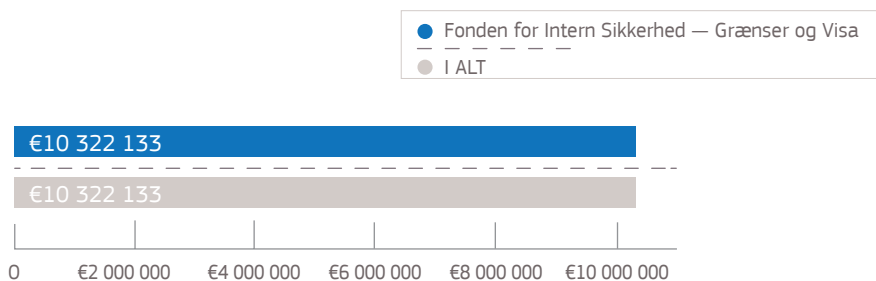 Fonden for Intern Sikkerhed — Grænser og Visa
I ALT
€10 322 133
€10 322 133
0 €2 000 000 €4 000 000 €6 000 000 €8 000 000 €10 000 000